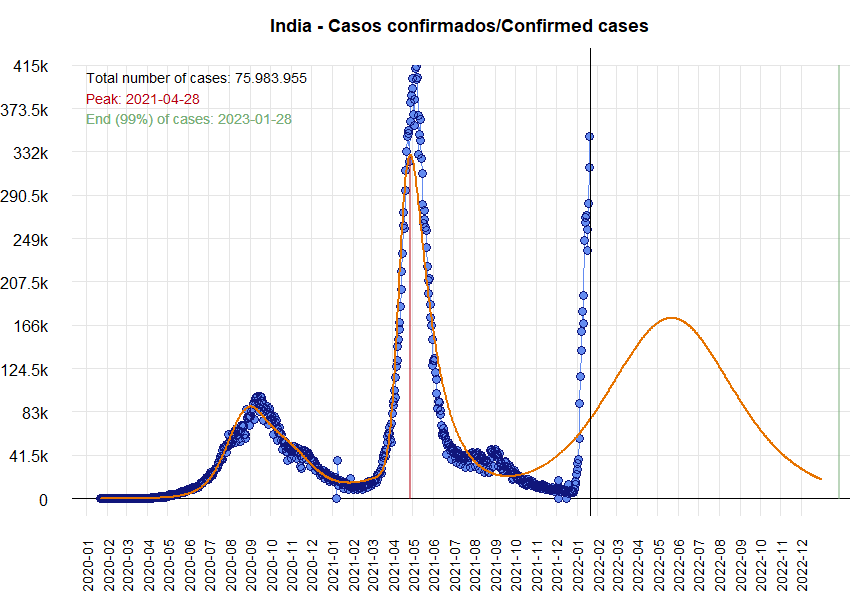 India - Casos confirmados/Confirmed cases
415k
Total number of cases: 75.983.955
Peak: 2021-04-28
373.5k
End (99%) of cases: 2023-01-28
332k
290.5k
249k
207.5k
166k
124.5k
83k
41.5k
0
2020-01
2020-02
2020-03
2020-04
2020-05
2020-06
2020-07
2020-08
2020-09
2020-10
2020-11
2020-12
2021-01
2021-02
2021-03
2021-04
2021-05
2021-06
2021-07
2021-08
2021-09
2021-10
2021-11
2021-12
2022-01
2022-02
2022-03
2022-04
2022-05
2022-06
2022-07
2022-08
2022-09
2022-10
2022-11
2022-12